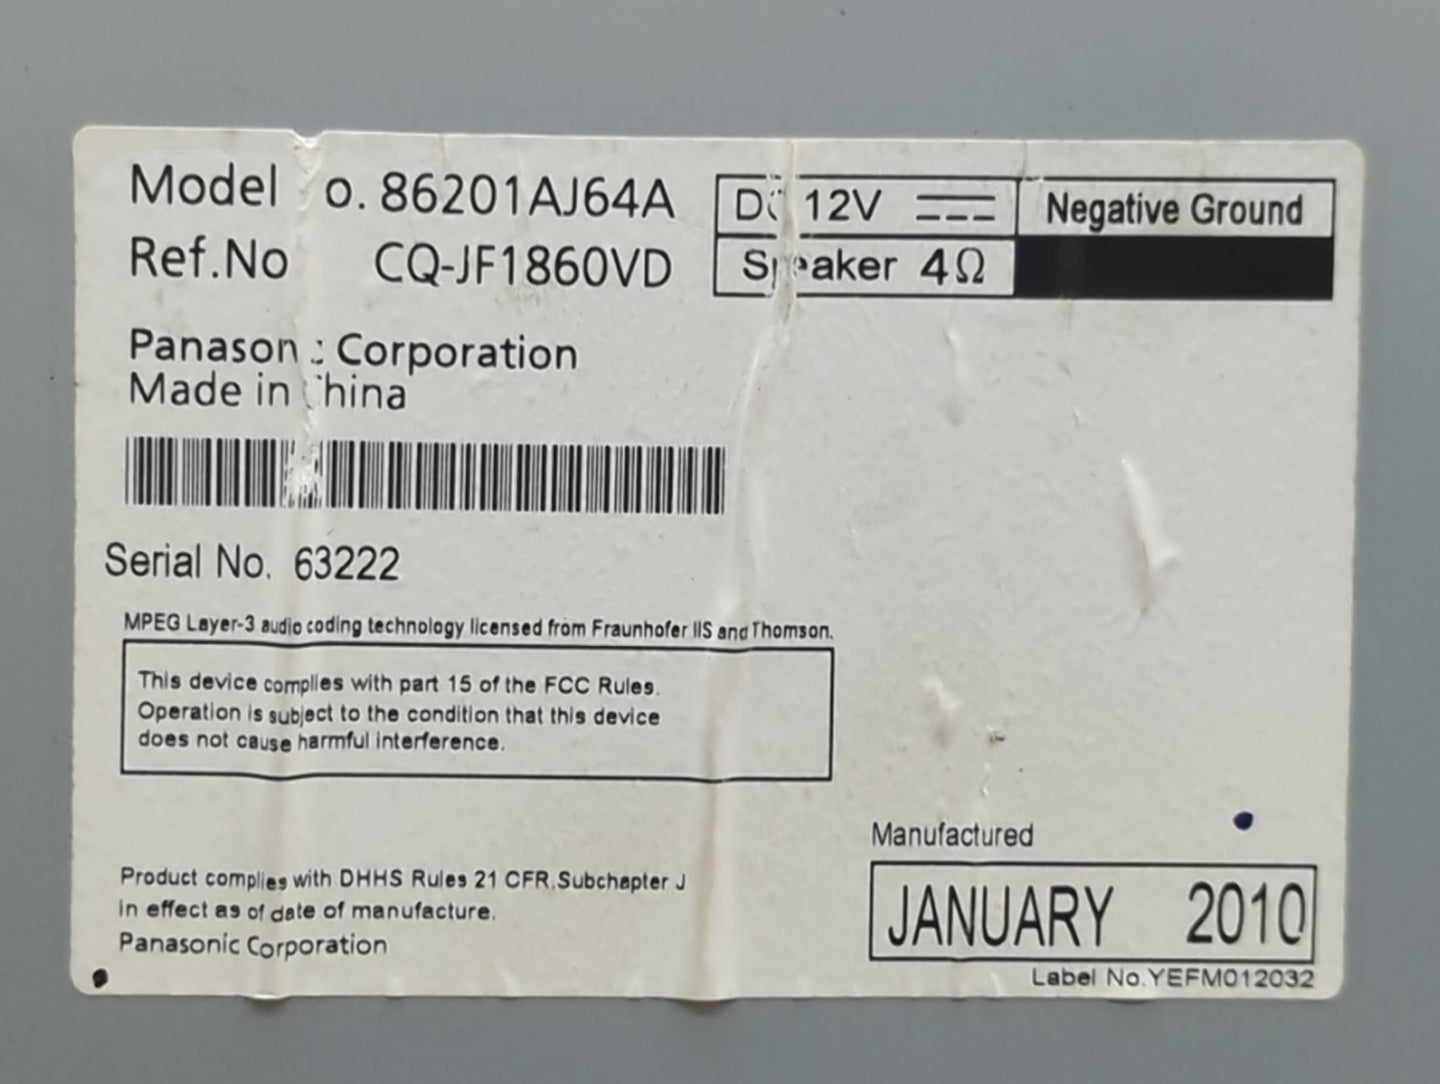 Model No. 86201AJ64A
Ref.No CQ-JF1860VD
DC 12V Negative Ground
Speaker 4Ω
Panasonic Corporation
Made in China
Serial No. 63222
MPEG Layer-3 audio coding technology licensed from Fraunhofer IIS and Thomson.
This device complies with part 15 of the FCC Rules.
Operation is subject to the condition that this device
does not cause harmful interference.
Manufactured
JANUARY 2010
Product complies with DHHS Rules 21 CFR,Subchapter J
in effect as of date of manufacture.
Panasonic Corporation
Label No.YEFM012032